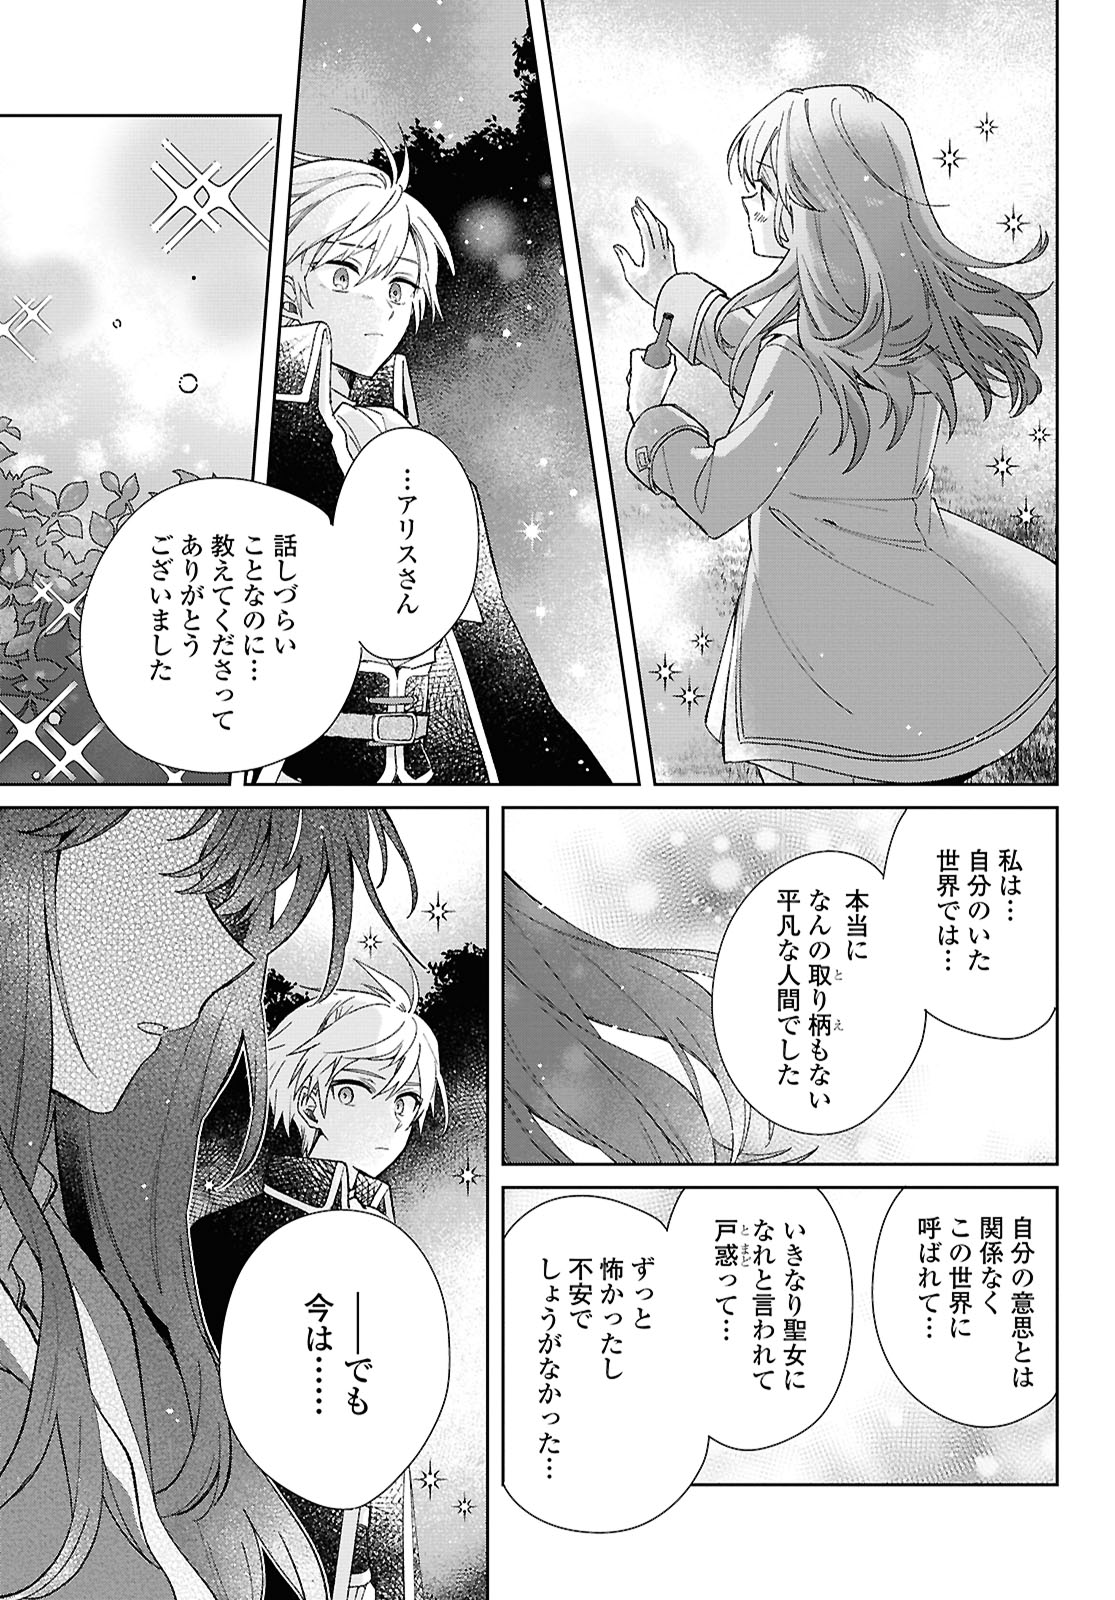 …アリスさん
話しづらい
ことなのに…
教えてくださって
ありがとう
ございました
私は…
自分のいた
世界では…
本当に
なんの取り柄もない
平凡な人間でした
自分の意思とは
関係なく
この世界に
呼ばれて…
いきなり聖女に
なれと言われて
戸惑って…
ずっと
怖かったし
不安で
しょうがなかった…
――でも
今は……